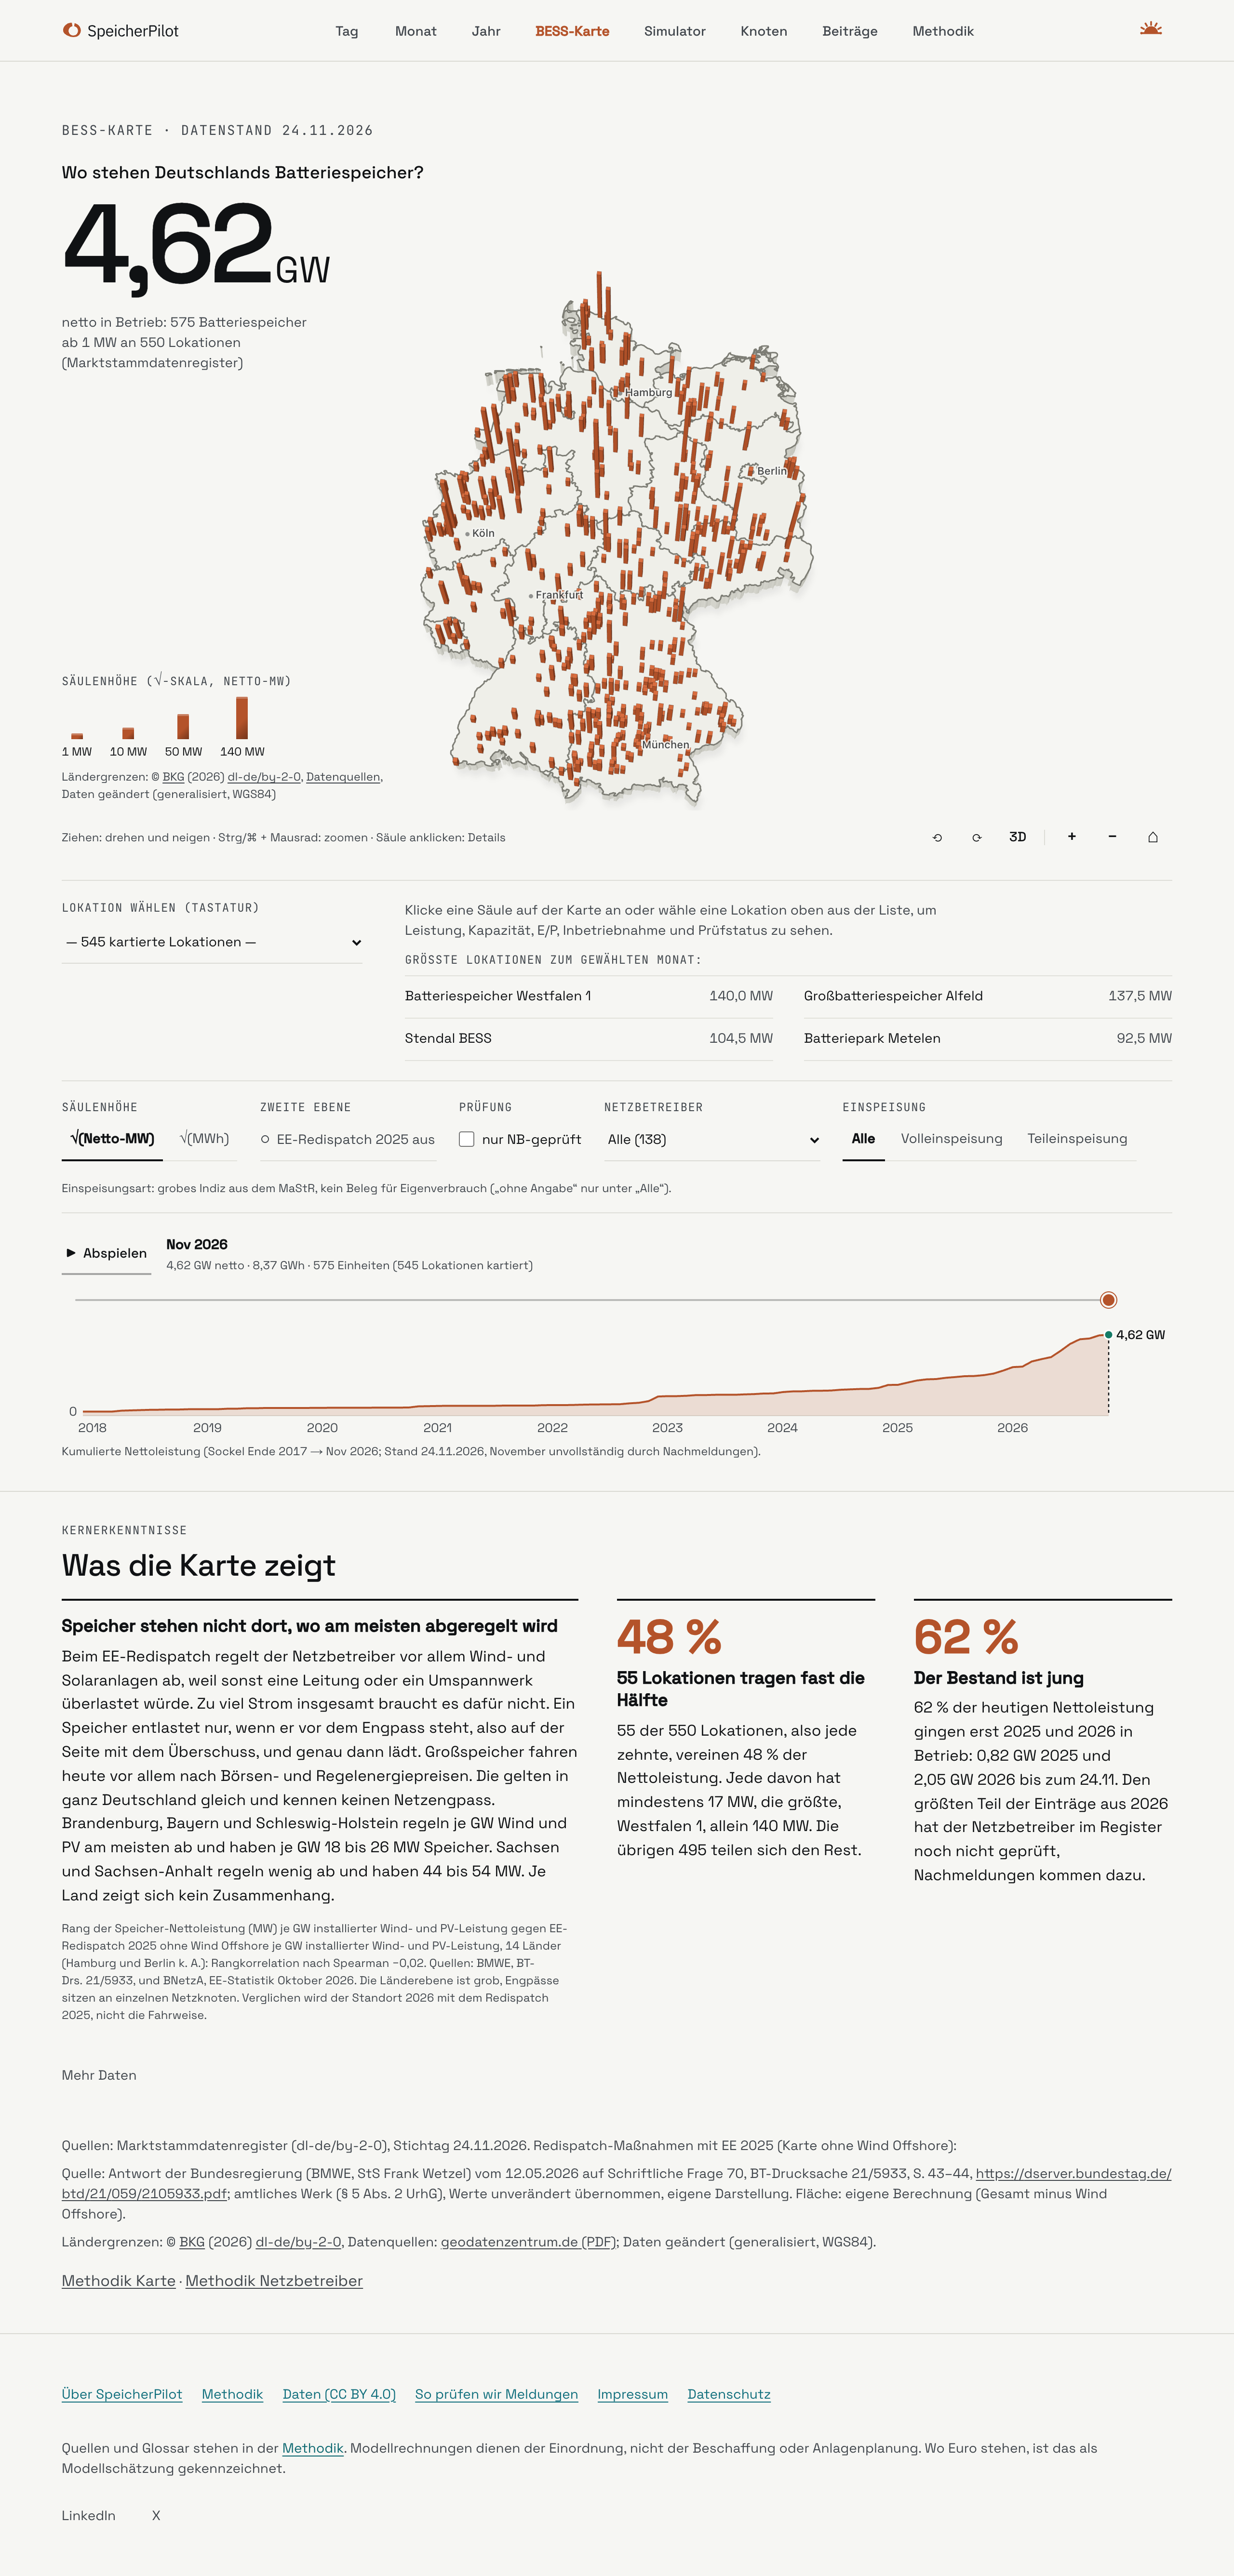 SpeicherPilot
Tag
Monat
Jahr
BESS-Karte
Simulator
Knoten
Beiträge
Methodik
BESS-KARTE · DATENSTAND 24.11.2026
Wo stehen Deutschlands Batteriespeicher?
4,62 GW
netto in Betrieb: 575 Batteriespeicher
ab 1 MW an 550 Lokationen
(Marktstammdatenregister)
Hamburg
Berlin
Köln
Frankfurt
München
SÄULENHÖHE (√-SKALA, NETTO-MW)
1 MW
10 MW
50 MW
140 MW
Ländergrenzen: © BKG (2026) dl-de/by-2-0, Datenquellen,
Daten geändert (generalisiert, WGS84)
Ziehen: drehen und neigen · Strg/⌘ + Mausrad: zoomen · Säule anklicken: Details
⟲ ⟳ 3D + − ⌂
LOKATION WÄHLEN (TASTATUR)
— 545 kartierte Lokationen —
Klicke eine Säule auf der Karte an oder wähle eine Lokation oben aus der Liste, um
Leistung, Kapazität, E/P, Inbetriebnahme und Prüfstatus zu sehen.
GRÖSSTE LOKATIONEN ZUM GEWÄHLTEN MONAT:
Batteriespeicher Westfalen 1 140,0 MW
Großbatteriespeicher Alfeld 137,5 MW
Stendal BESS 104,5 MW
Batteriepark Metelen 92,5 MW
SÄULENHÖHE
√(Netto-MW) √(MWh)
ZWEITE EBENE
EE-Redispatch 2025 aus
PRÜFUNG
nur NB-geprüft
NETZBETREIBER
Alle (138)
EINSPEISUNG
Alle Volleinspeisung Teileinspeisung
Einspeisungsart: grobes Indiz aus dem MaStR, kein Beleg für Eigenverbrauch („ohne Angabe“ nur unter „Alle“).
▶ Abspielen
Nov 2026
4,62 GW netto · 8,37 GWh · 575 Einheiten (545 Lokationen kartiert)
4,62 GW
0
2018 2019 2020 2021 2022 2023 2024 2025 2026
Kumulierte Nettoleistung (Sockel Ende 2017 → Nov 2026; Stand 24.11.2026, November unvollständig durch Nachmeldungen).
KERNERKENNTNISSE
Was die Karte zeigt
Speicher stehen nicht dort, wo am meisten abgeregelt wird
Beim EE-Redispatch regelt der Netzbetreiber vor allem Wind- und
Solaranlagen ab, weil sonst eine Leitung oder ein Umspannwerk
überlastet würde. Zu viel Strom insgesamt braucht es dafür nicht. Ein
Speicher entlastet nur, wenn er vor dem Engpass steht, also auf der
Seite mit dem Überschuss, und genau dann lädt. Großspeicher fahren
heute vor allem nach Börsen- und Regelenergiepreisen. Die gelten in
ganz Deutschland gleich und kennen keinen Netzengpass.
Brandenburg, Bayern und Schleswig-Holstein regeln je GW Wind und
PV am meisten ab und haben je GW 18 bis 26 MW Speicher. Sachsen
und Sachsen-Anhalt regeln wenig ab und haben 44 bis 54 MW. Je
Land zeigt sich kein Zusammenhang.
Rang der Speicher-Nettoleistung (MW) je GW installierter Wind- und PV-Leistung gegen EE-
Redispatch 2025 ohne Wind Offshore je GW installierter Wind- und PV-Leistung, 14 Länder
(Hamburg und Berlin k. A.): Rangkorrelation nach Spearman −0,02. Quellen: BMWE, BT-
Drs. 21/5933, und BNetzA, EE-Statistik Oktober 2026. Die Länderebene ist grob, Engpässe
sitzen an einzelnen Netzknoten. Verglichen wird der Standort 2026 mit dem Redispatch
2025, nicht die Fahrweise.
48 %
55 Lokationen tragen fast die
Hälfte
55 der 550 Lokationen, also jede
zehnte, vereinen 48 % der
Nettoleistung. Jede davon hat
mindestens 17 MW, die größte,
Westfalen 1, allein 140 MW. Die
übrigen 495 teilen sich den Rest.
62 %
Der Bestand ist jung
62 % der heutigen Nettoleistung
gingen erst 2025 und 2026 in
Betrieb: 0,82 GW 2025 und
2,05 GW 2026 bis zum 24.11. Den
größten Teil der Einträge aus 2026
hat der Netzbetreiber im Register
noch nicht geprüft,
Nachmeldungen kommen dazu.
Mehr Daten
Quellen: Marktstammdatenregister (dl-de/by-2-0), Stichtag 24.11.2026. Redispatch-Maßnahmen mit EE 2025 (Karte ohne Wind Offshore):
Quelle: Antwort der Bundesregierung (BMWE, StS Frank Wetzel) vom 12.05.2026 auf Schriftliche Frage 70, BT-Drucksache 21/5933, S. 43–44, https://dserver.bundestag.de/
btd/21/059/2105933.pdf; amtliches Werk (§ 5 Abs. 2 UrhG), Werte unverändert übernommen, eigene Darstellung. Fläche: eigene Berechnung (Gesamt minus Wind
Offshore).
Ländergrenzen: © BKG (2026) dl-de/by-2-0, Datenquellen: geodatenzentrum.de (PDF); Daten geändert (generalisiert, WGS84).
Methodik Karte · Methodik Netzbetreiber
Über SpeicherPilot
Methodik
Daten (CC BY 4.0)
So prüfen wir Meldungen
Impressum
Datenschutz
Quellen und Glossar stehen in der Methodik. Modellrechnungen dienen der Einordnung, nicht der Beschaffung oder Anlagenplanung. Wo Euro stehen, ist das als
Modellschätzung gekennzeichnet.
LinkedIn
X